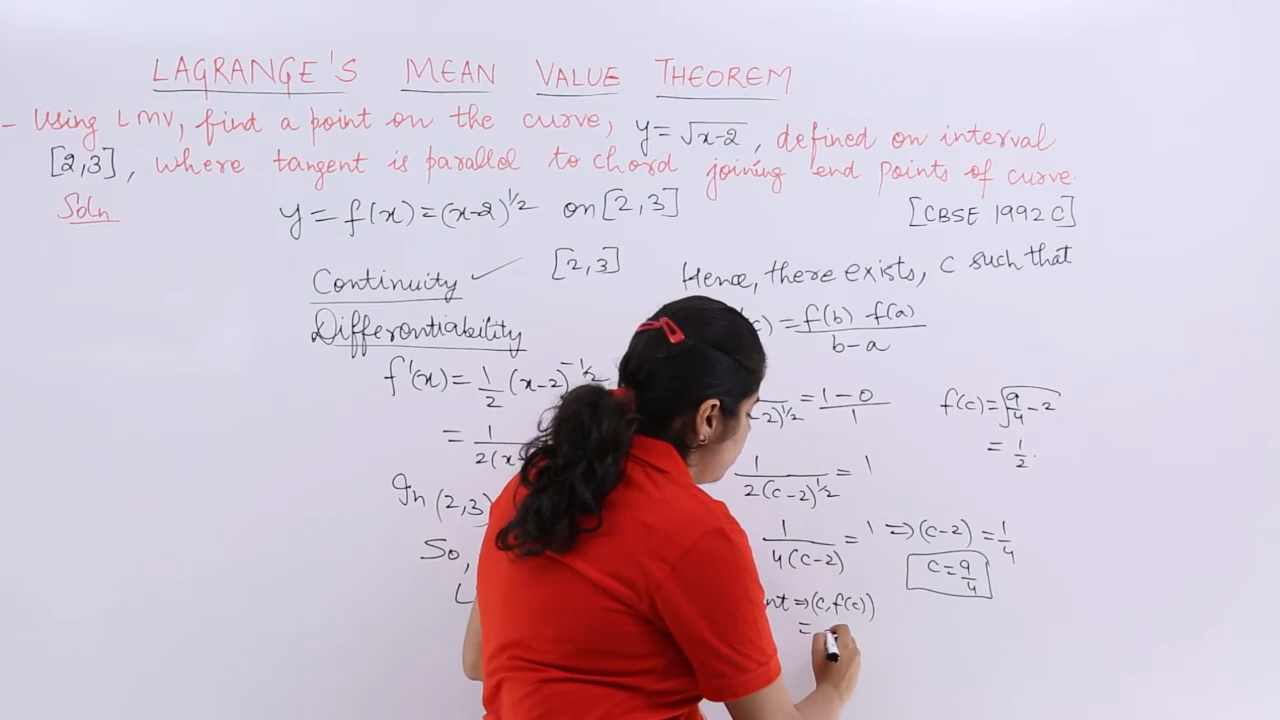 LAGRANGE'S MEAN VALUE THEOREM
- Using LMV, find a point on the curve, y = √x-2, defined on interval
[2,3], where tangent is parallel to chord joining end points of curve.
Soln
y = f(x) = (x-2)^1/2 on [2,3]
[CBSE 1992 C]
Continuity ✓ [2,3]
Differentiability
f'(x) = 1/2 (x-2)^-1/2
= 1/2(x-
In (2,3)
So,
L
Hence, there exists, c such that
c) = f(b) f(a)/b-a
-2)^1/2 = 1-0/1
1/2(c-2)^1/2 = 1
1/4(c-2) = 1 ⇒ (c-2) = 1/4
c = 9/4
nt ⇒ (c, f(c))
=
f(c) = √9/4 - 2
= 1/2.